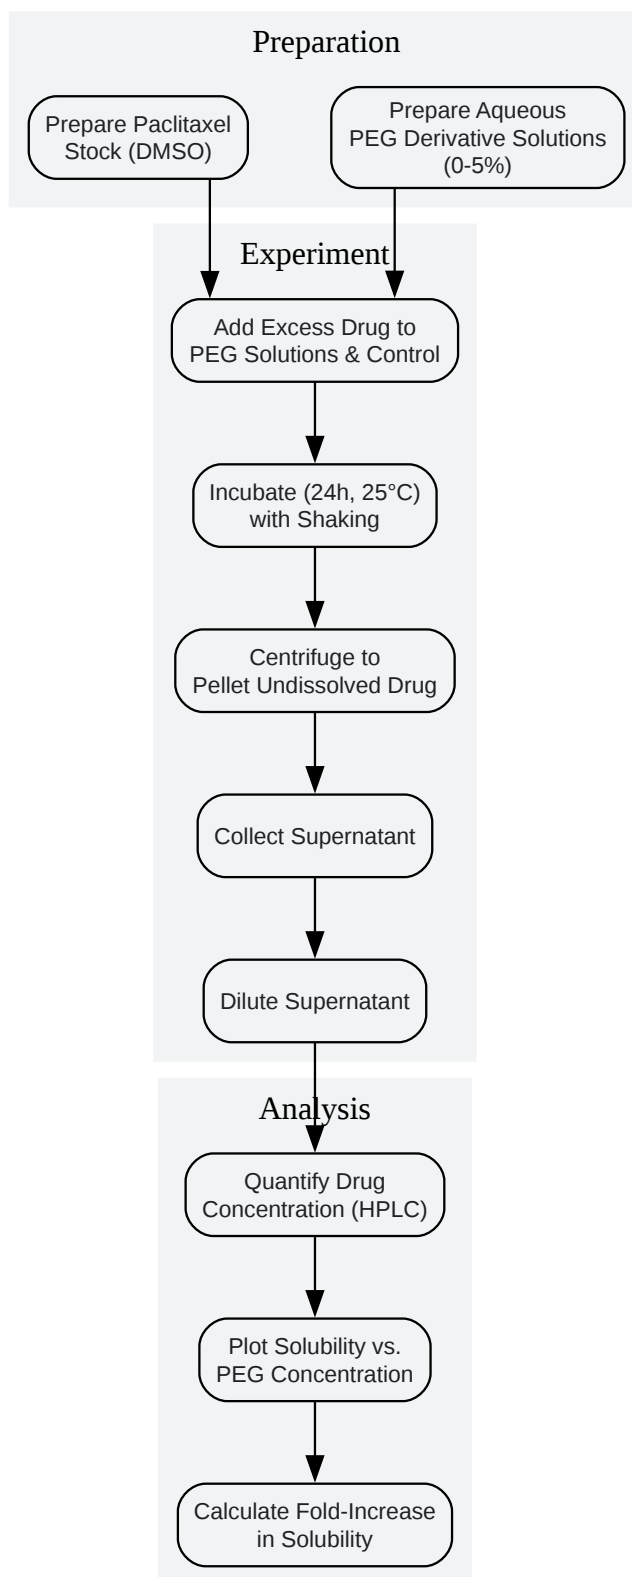 Preparation
Prepare Paclitaxel
Stock (DMSO)
Prepare Aqueous
PEG Derivative Solutions
(0-5%)
Experiment
Add Excess Drug to
PEG Solutions & Control
Incubate (24h, 25°C)
with Shaking
Centrifuge to
Pellet Undissolved Drug
Collect Supernatant
Dilute Supernatant
Analysis
Quantify Drug
Concentration (HPLC)
Plot Solubility vs.
PEG Concentration
Calculate Fold-Increase
in Solubility